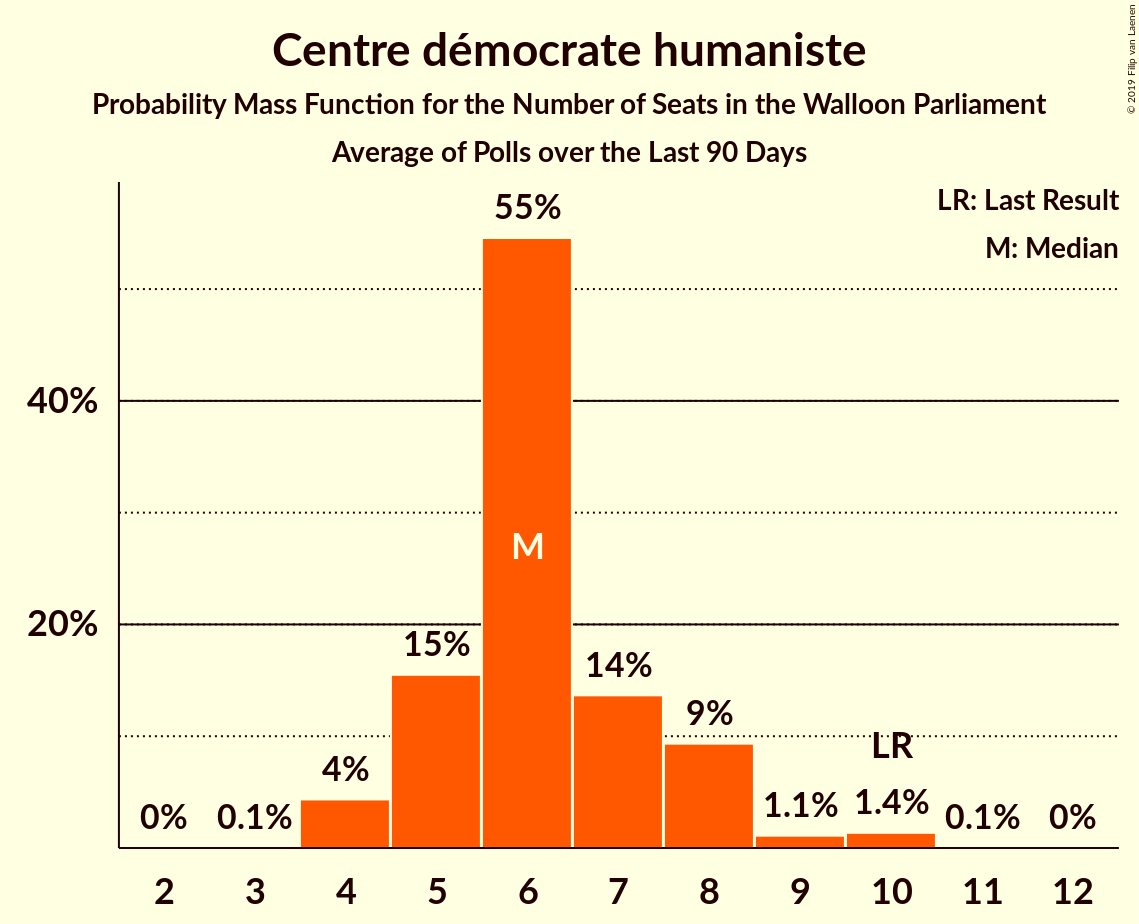 Centre démocrate humaniste
Probability Mass Function for the Number of Seats in the Walloon Parliament
Average of Polls over the Last 90 Days
© 2019 Filip van Laenen
LR: Last Result
M: Median
55%
40%
M
20%
15%
14%
9%
LR
4%
0%
0.1%
1.1%
1.4%
0.1%
0%
2 3 4 5 6 7 8 9 10 11 12